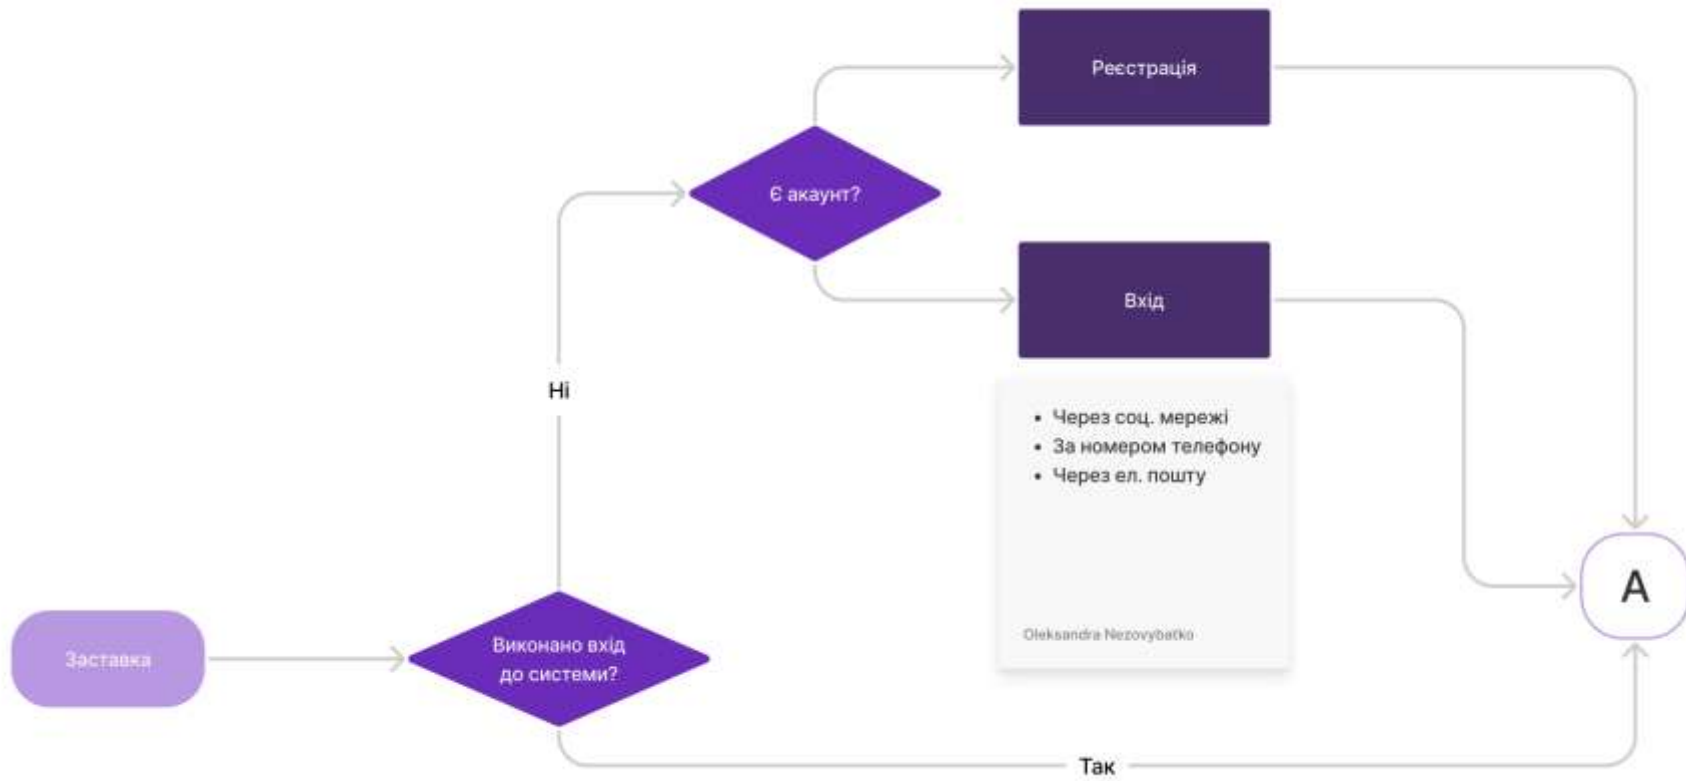 Реєстрація
Є акаунт?
Вхід
Ні
• Через соц. мережі
• За номером телефону
• Через ел. пошту
А
Oleksandra Nezovybatko
Заставка
Виконано вхід
до системи?
Так